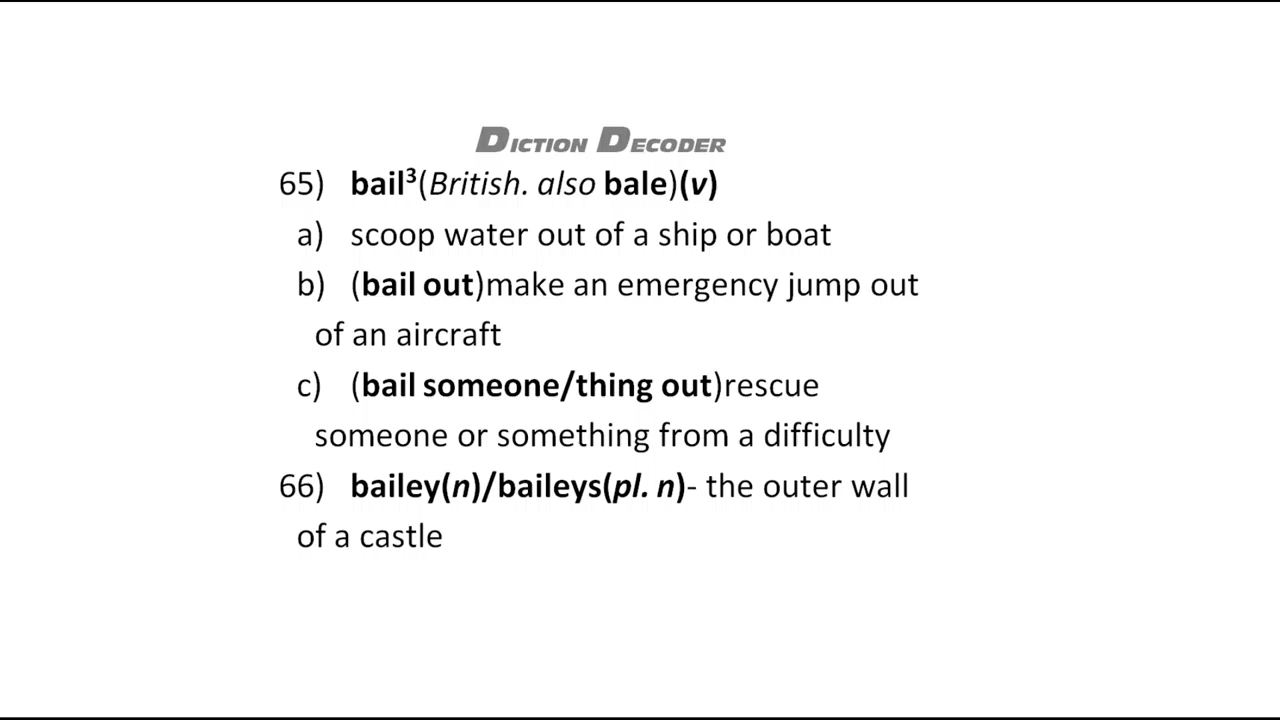 DICTION DECODER
65) bail³(British. also bale)(v)
a) scoop water out of a ship or boat
b) (bail out)make an emergency jump out
of an aircraft
c) (bail someone/thing out)rescue
someone or something from a difficulty
66) bailey(n)/baileys(pl. n)- the outer wall
of a castle